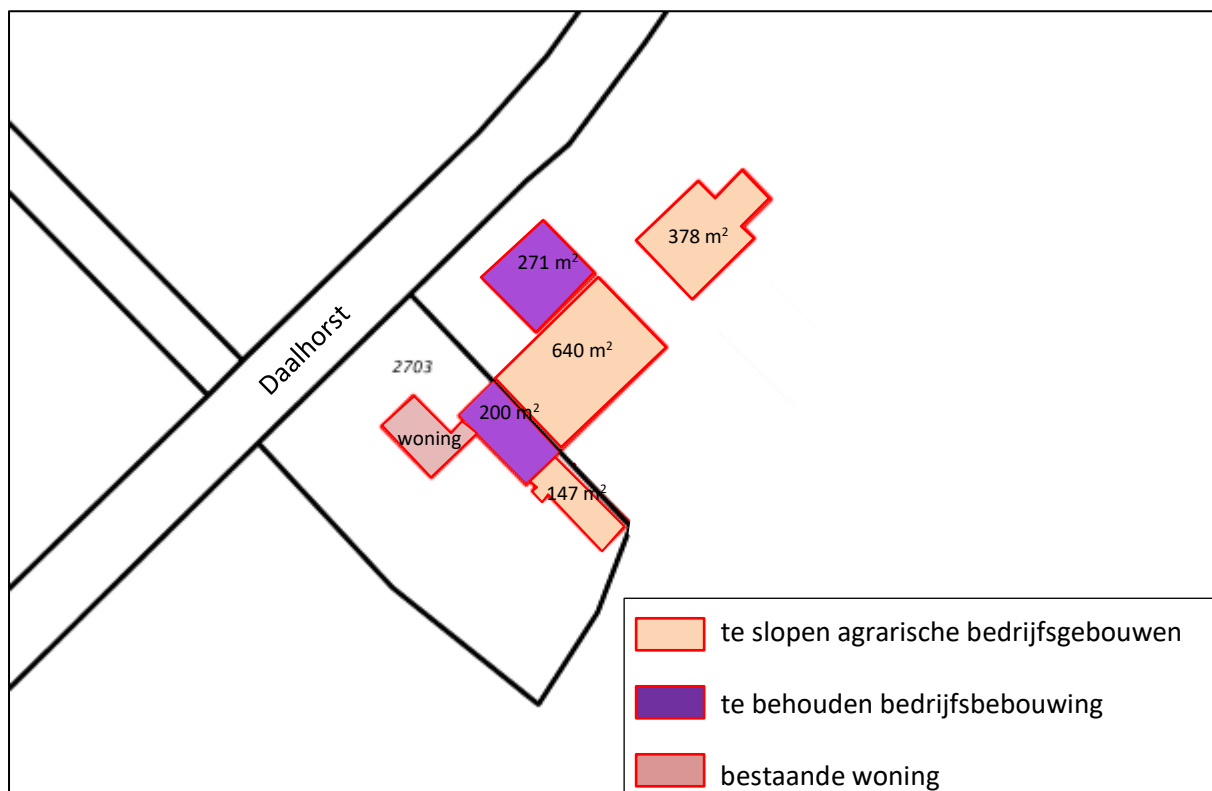 378 m²
271 m²
640 m²
Daalhorst
2703
200 m²
woning
147 m²
te slopen agrarische bedrijfsgebouwen
te behouden bedrijfsbebouwing
bestaande woning